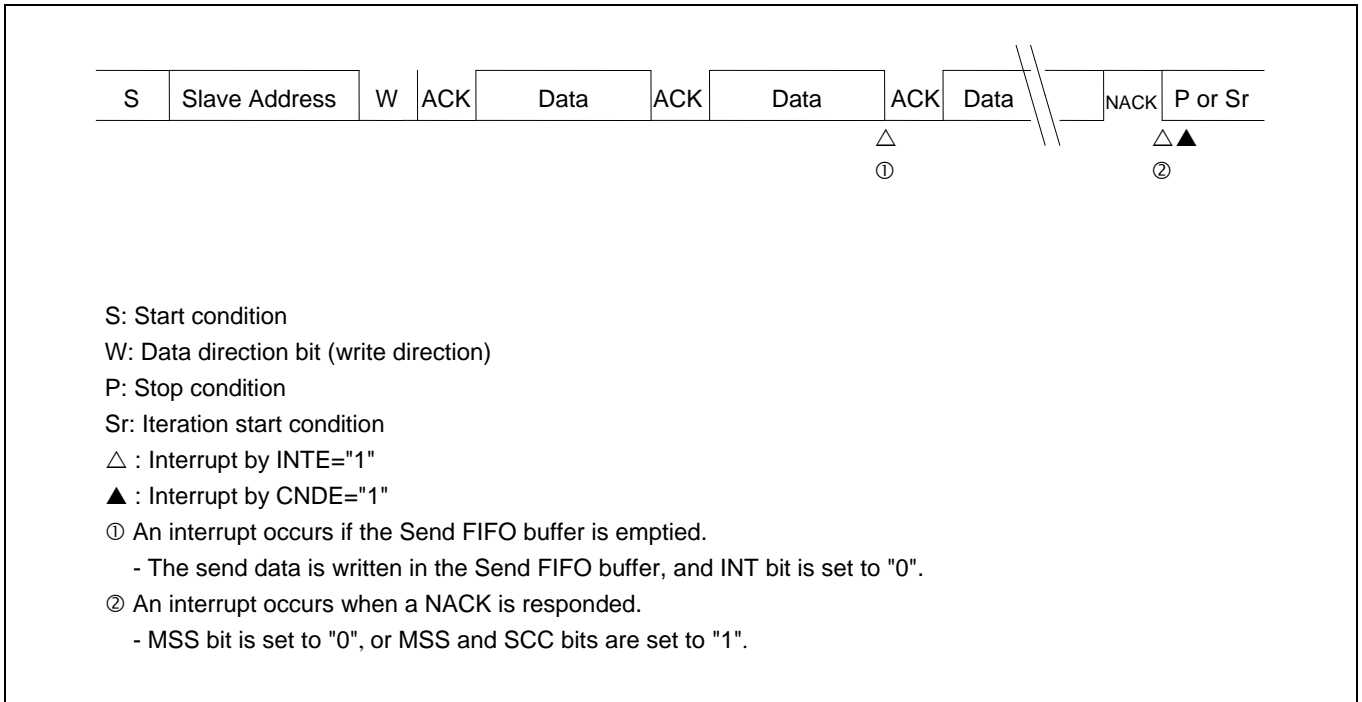 S Slave Address W ACK Data ACK Data ACK Data NACK P or Sr
△ △▲
① ②
S: Start condition
W: Data direction bit (write direction)
P: Stop condition
Sr: Iteration start condition
△ : Interrupt by INTE="1"
▲ : Interrupt by CNDE="1"
① An interrupt occurs if the Send FIFO buffer is emptied.
- The send data is written in the Send FIFO buffer, and INT bit is set to "0".
② An interrupt occurs when a NACK is responded.
- MSS bit is set to "0", or MSS and SCC bits are set to "1".